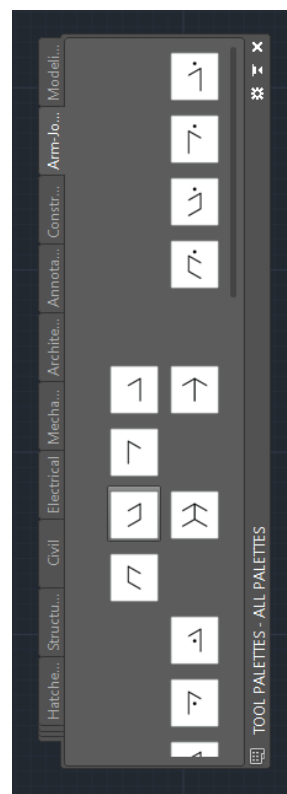 Modeli...
Arm-Jo...
Constr...
Annota...
Archite...
Mecha...
Electrical
Civil
Structu...
Hatche...
TOOL PALETTES - ALL PALETTES